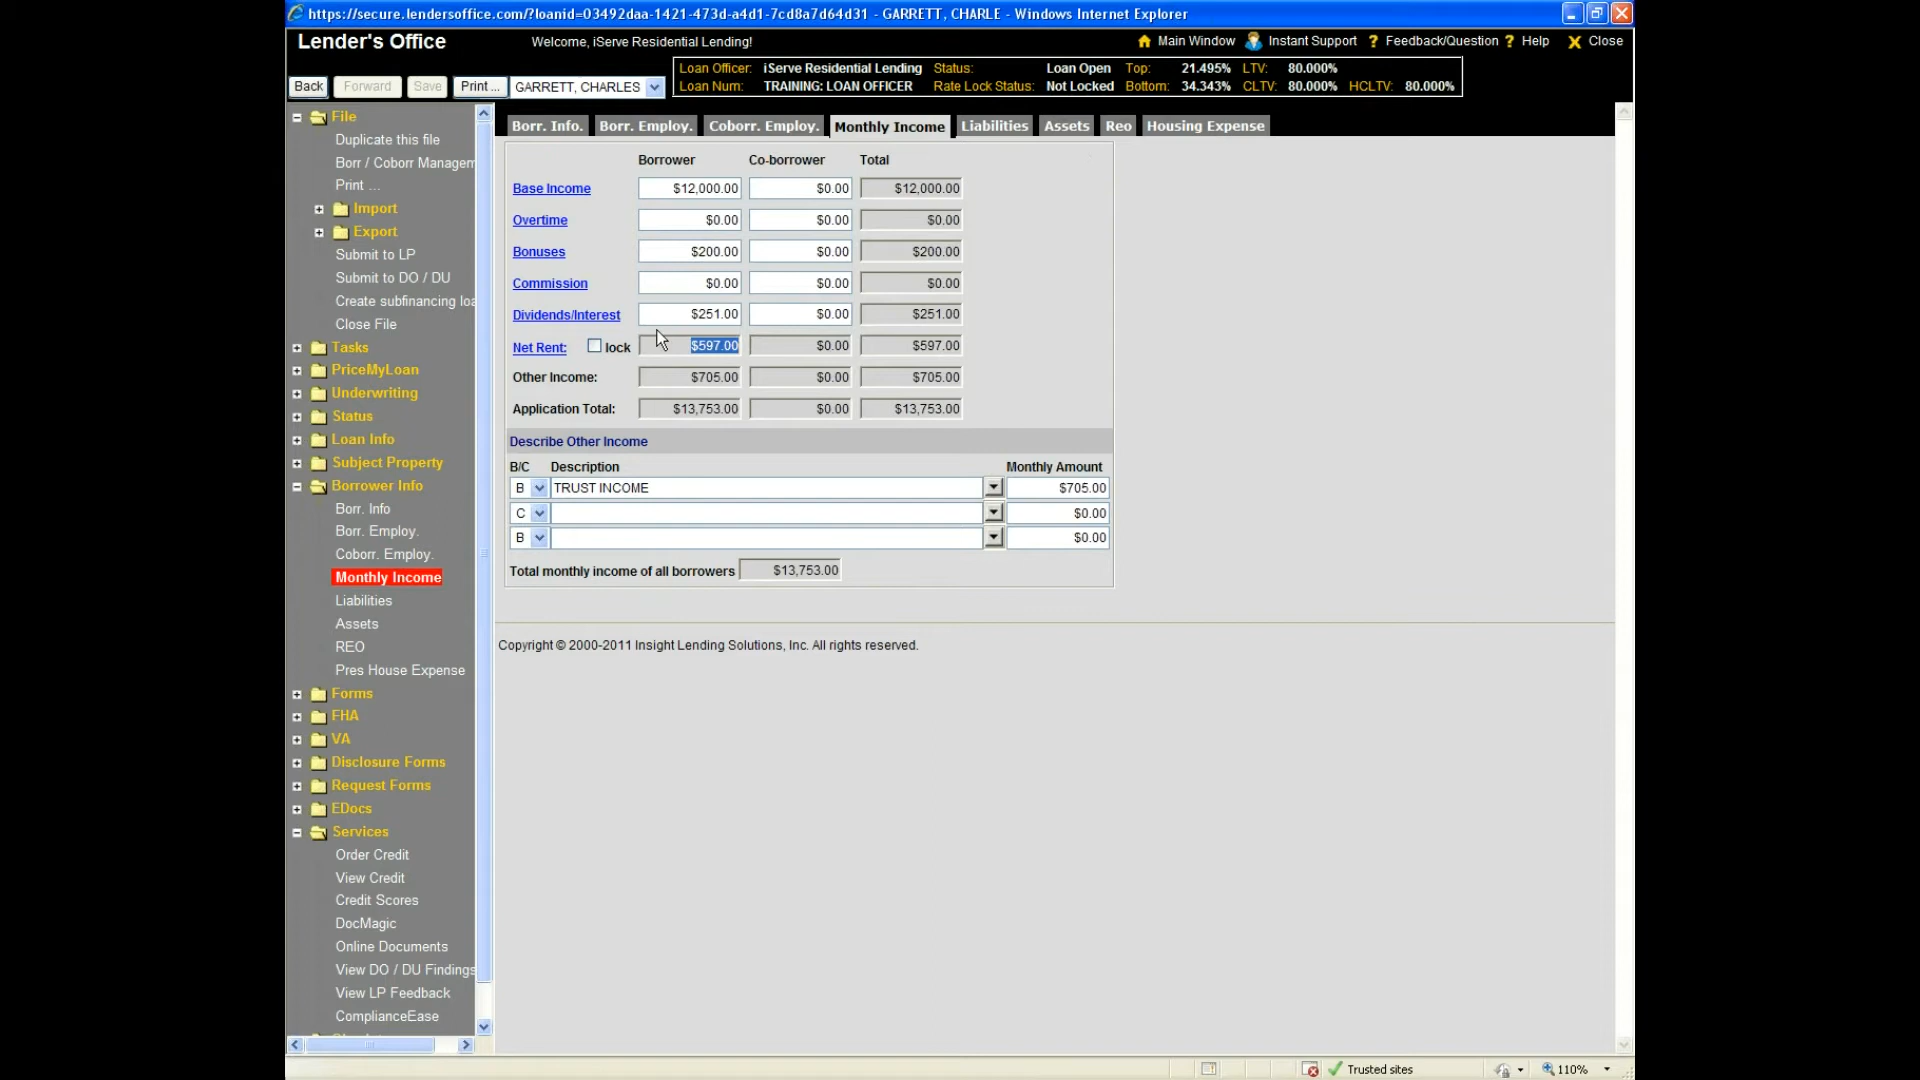 https://secure.lendersoffice.com/?loanid=03492daa-1421-473d-a4d1-7cd8a7d64d31 - GARRETT, CHARLE - Windows Internet Explorer
Lender's Office Welcome, iServe Residential Lending! Main Window Instant Support ? Feedback/Question ? Help X Close
Back Forward Save Print ... GARRETT, CHARLES
Loan Officer: iServe Residential Lending Status: Loan Open Top: 21.495% LTV: 80.000%
Loan Num: TRAINING: LOAN OFFICER Rate Lock Status: Not Locked Bottom: 34.343% CLTV: 80.000% HCLTV: 80.000%
File
Duplicate this file
Borr / Coborr Managem
Print ...
Import
Export
Submit to LP
Submit to DO / DU
Create subfinancing loa
Close File
Tasks
PriceMyLoan
Underwriting
Status
Loan Info
Subject Property
Borrower Info
Borr. Info
Borr. Employ.
Coborr. Employ.
Monthly Income
Liabilities
Assets
REO
Pres House Expense
Forms
FHA
VA
Disclosure Forms
Request Forms
EDocs
Services
Order Credit
View Credit
Credit Scores
DocMagic
Online Documents
View DO / DU Findings
View LP Feedback
ComplianceEase
Borr. Info. Borr. Employ. Coborr. Employ. Monthly Income Liabilities Assets Reo Housing Expense
Borrower Co-borrower Total
Base Income $12,000.00 $0.00 $12,000.00
Overtime $0.00 $0.00 $0.00
Bonuses $200.00 $0.00 $200.00
Commission $0.00 $0.00 $0.00
Dividends/Interest $251.00 $0.00 $251.00
Net Rent: lock $597.00 $0.00 $597.00
Other Income: $705.00 $0.00 $705.00
Application Total: $13,753.00 $0.00 $13,753.00
Describe Other Income
B/C Description Monthly Amount
B TRUST INCOME $705.00
C $0.00
B $0.00
Total monthly income of all borrowers $13,753.00
Copyright © 2000-2011 Insight Lending Solutions, Inc. All rights reserved.
Trusted sites 110%